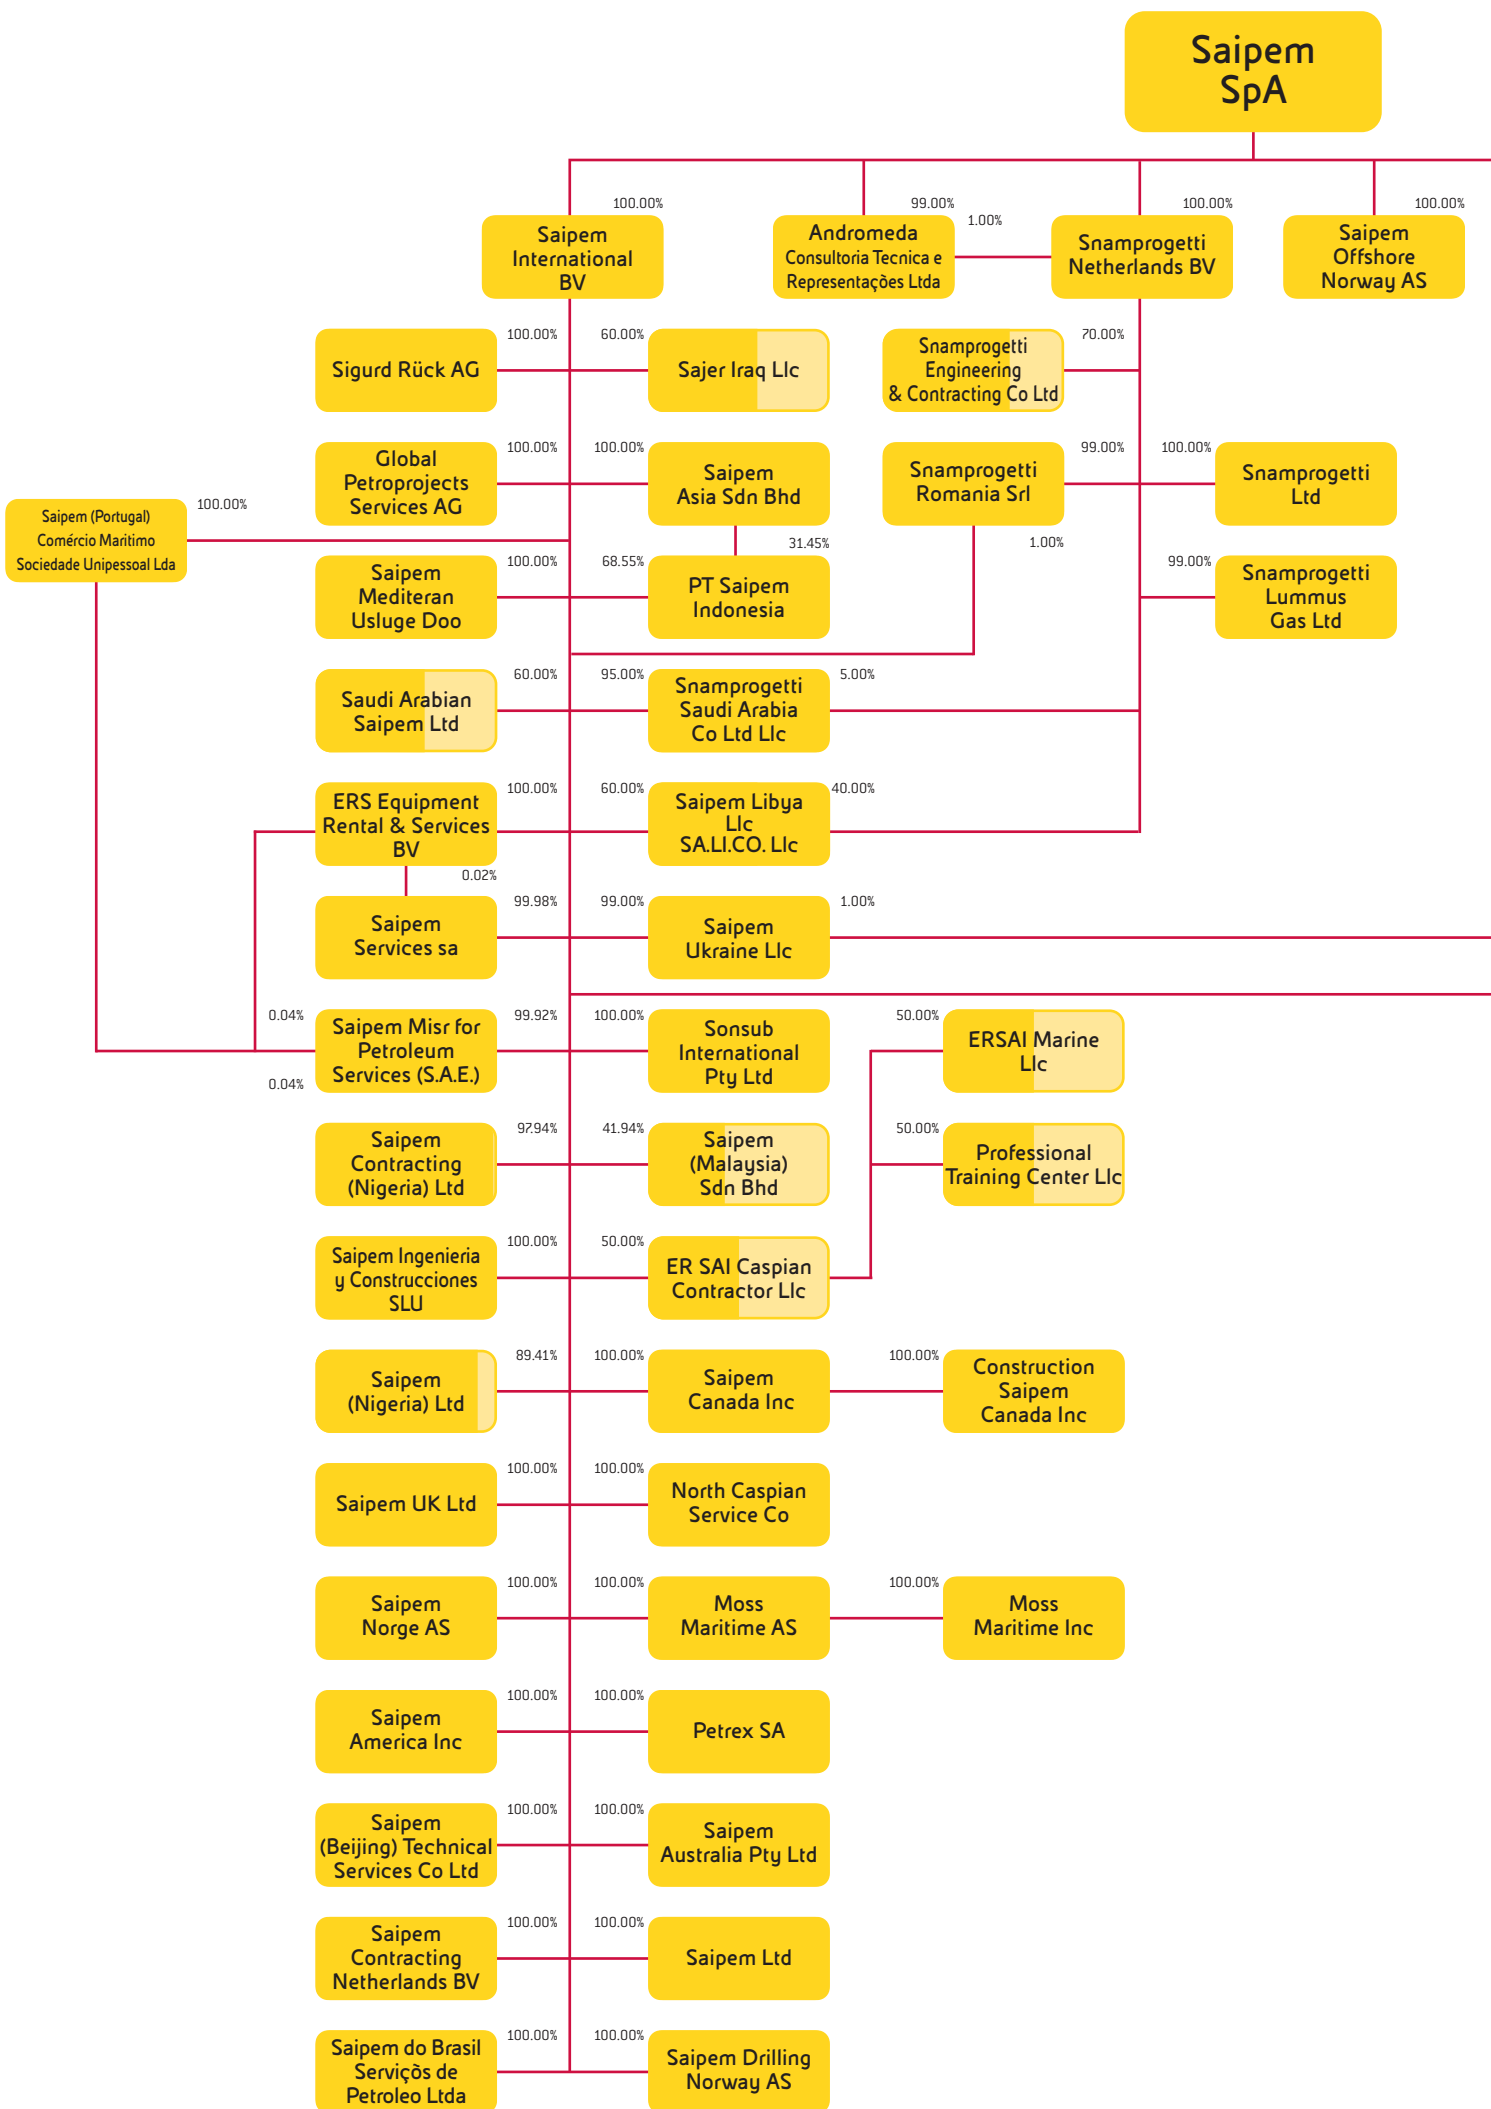 Saipem
SpA
100.00%
99.00%
1.00%
100.00%
100.00%
Saipem
International
BV
Andromeda
Consultoria Tecnica e
Representações Ltda
Snamprogetti
Netherlands BV
Saipem
Offshore
Norway AS
100.00%
60.00%
70.00%
Sigurd Rück AG
Sajer Iraq Llc
Snamprogetti
Engineering
& Contracting Co Ltd
100.00%
100.00%
99.00%
100.00%
Global
Petroprojects
Services AG
Saipem
Asia Sdn Bhd
Snamprogetti
Romania Srl
Snamprogetti
Ltd
100.00%
Saipem (Portugal)
Comércio Maritimo
Sociedade Unipessoal Lda
31.45%
1.00%
100.00%
68.55%
99.00%
Saipem
Mediteran
Usluge Doo
PT Saipem
Indonesia
Snamprogetti
Lummus
Gas Ltd
60.00%
95.00%
5.00%
Saudi Arabian
Saipem Ltd
Snamprogetti
Saudi Arabia
Co Ltd Llc
100.00%
60.00%
40.00%
ERS Equipment
Rental & Services
BV
Saipem Libya
Llc
SA.LI.CO. Llc
0.02%
99.98%
99.00%
1.00%
Saipem
Services sa
Saipem
Ukraine Llc
0.04%
99.92%
100.00%
50.00%
Saipem Misr for
Petroleum
Services (S.A.E.)
Sonsub
International
Pty Ltd
ERSAI Marine
Llc
0.04%
97.94%
41.94%
50.00%
Saipem
Contracting
(Nigeria) Ltd
Saipem
(Malaysia)
Sdn Bhd
Professional
Training Center Llc
100.00%
50.00%
Saipem Ingenieria
y Construcciones
SLU
ER SAI Caspian
Contractor Llc
89.41%
100.00%
100.00%
Saipem
(Nigeria) Ltd
Saipem
Canada Inc
Construction
Saipem
Canada Inc
100.00%
100.00%
Saipem UK Ltd
North Caspian
Service Co
100.00%
100.00%
100.00%
Saipem
Norge AS
Moss
Maritime AS
Moss
Maritime Inc
100.00%
100.00%
Saipem
America Inc
Petrex SA
100.00%
100.00%
Saipem
(Beijing) Technical
Services Co Ltd
Saipem
Australia Pty Ltd
100.00%
100.00%
Saipem
Contracting
Netherlands BV
Saipem Ltd
100.00%
100.00%
Saipem do Brasil
Serviçòs de
Petroleo Ltda
Saipem Drilling
Norway AS